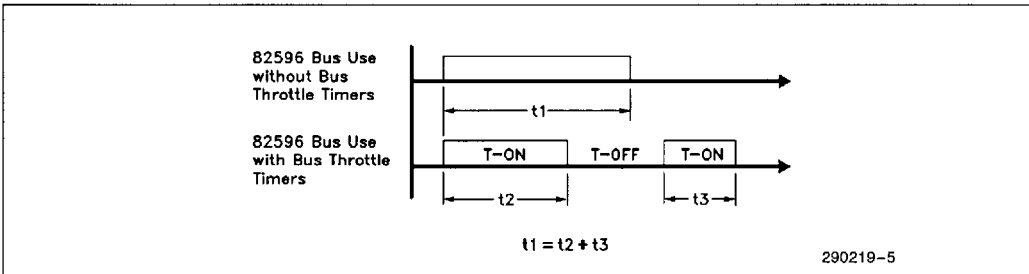 82596 Bus Use
without Bus
Throttle Timers
t1
82596 Bus Use
with Bus Throttle
Timers
T-ON
T-OFF
T-ON
t2
t3
t1 = t2 + t3
290219-5